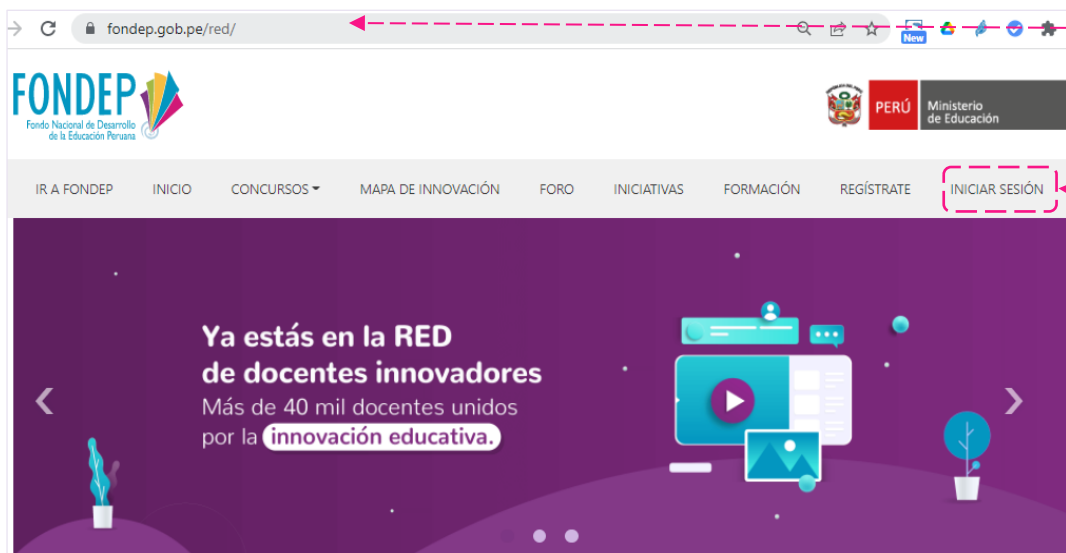 fondep.gob.pe/red/
New
FONDEP
Fondo Nacional de Desarrollo
de la Educación Peruana
PERÚ
Ministerio
de Educación
IR A FONDEP INICIO CONCURSOS MAPA DE INNOVACIÓN FORO INICIATIVAS FORMACIÓN REGÍSTRATE INICIAR SESIÓN
Ya estás en la RED
de docentes innovadores
Más de 40 mil docentes unidos
por la innovación educativa.